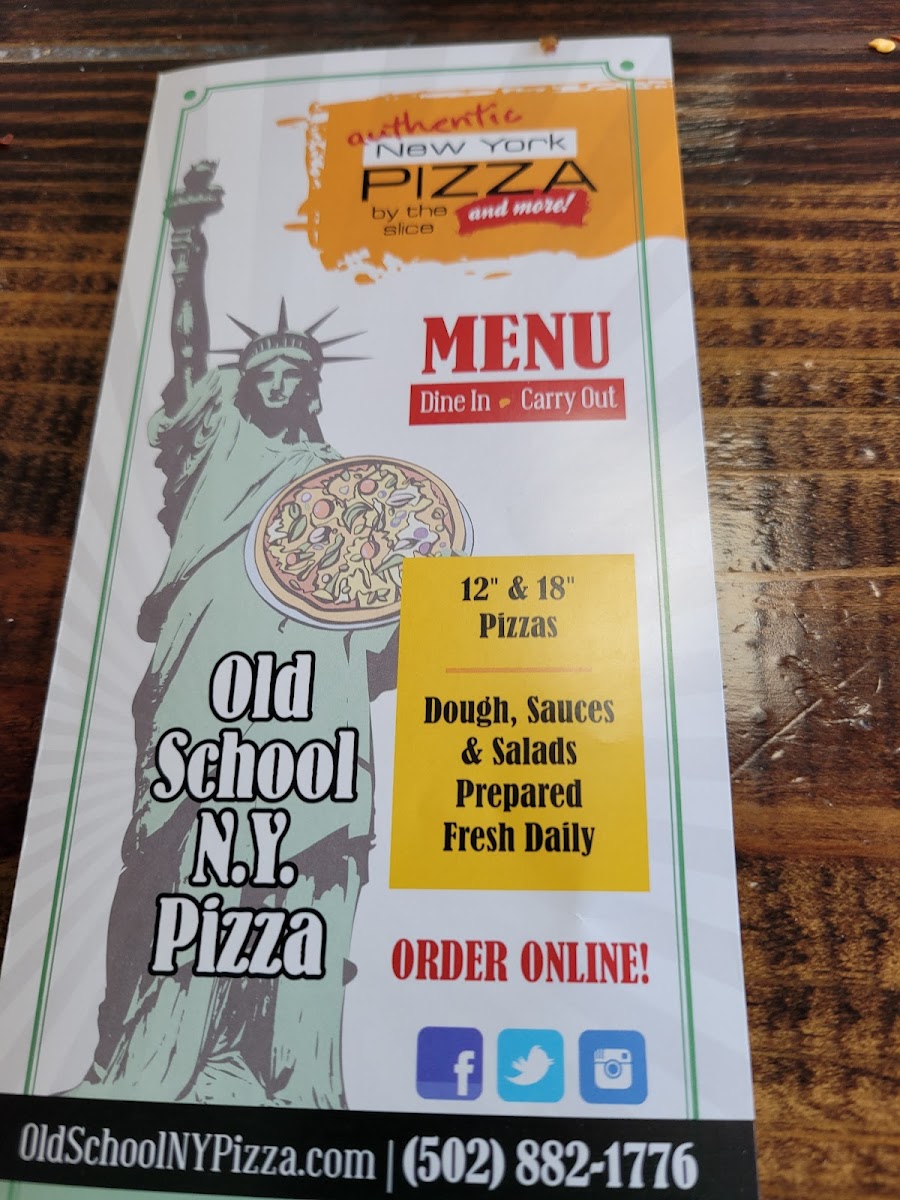 authentic
New York
PIZZA
by the
slice
and more!
MENU
Dine In • Carry Out
12" & 18"
Pizzas
Dough, Sauces
& Salads
Prepared
Fresh Daily
Old
School
N.Y.
Pizza
ORDER ONLINE!
OldSchoolNYPizza.com | (502) 882-1776